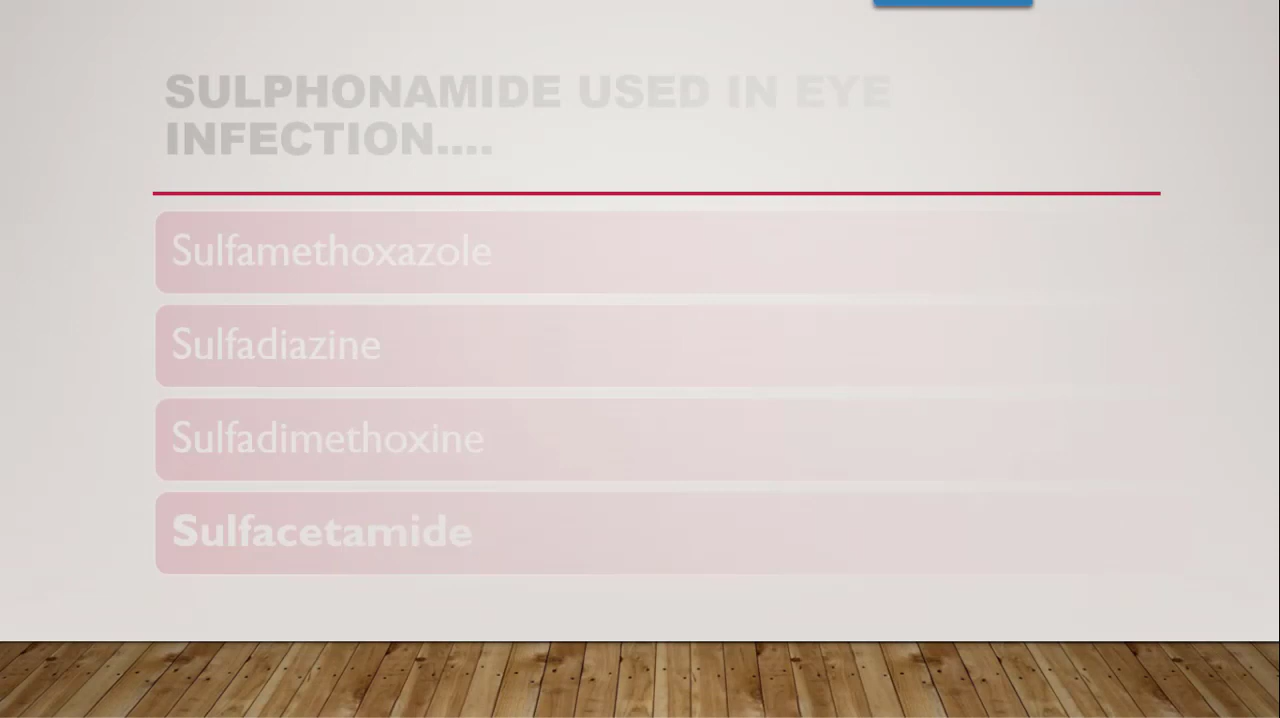 SULPHONAMIDE USED IN EYE
INFECTION....
Sulfamethoxazole
Sulfadiazine
Sulfadimethoxine
Sulfacetamide